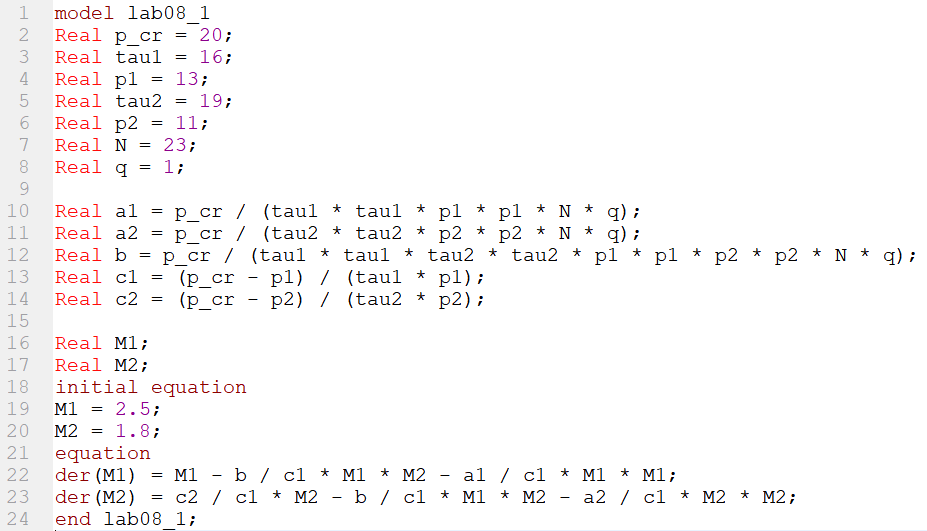 1 model lab08_1
2 Real p_cr = 20;
3 Real tau1 = 16;
4 Real p1 = 13;
5 Real tau2 = 19;
6 Real p2 = 11;
7 Real N = 23;
8 Real q = 1;
9
10 Real a1 = p_cr / (tau1 * tau1 * p1 * p1 * N * q);
11 Real a2 = p_cr / (tau2 * tau2 * p2 * p2 * N * q);
12 Real b = p_cr / (tau1 * tau1 * tau2 * tau2 * p1 * p1 * p2 * p2 * N * q);
13 Real c1 = (p_cr - p1) / (tau1 * p1);
14 Real c2 = (p_cr - p2) / (tau2 * p2);
15
16 Real M1;
17 Real M2;
18 initial equation
19 M1 = 2.5;
20 M2 = 1.8;
21 equation
22 der(M1) = M1 - b / c1 * M1 * M2 - a1 / c1 * M1 * M1;
23 der(M2) = c2 / c1 * M2 - b / c1 * M1 * M2 - a2 / c1 * M2 * M2;
24 end lab08_1;